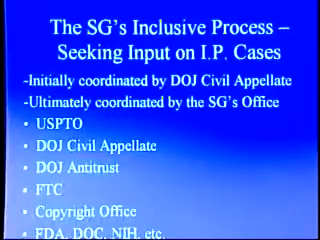 The SG's Inclusive Process –
Seeking Input on I.P. Cases
-Initially coordinated by DOJ Civil Appellate
-Ultimately coordinated by the SG's Office
• USPTO
• DOJ Civil Appellate
• DOJ Antitrust
• FTC
• Copyright Office
• FDA, DOC, NIH, etc.